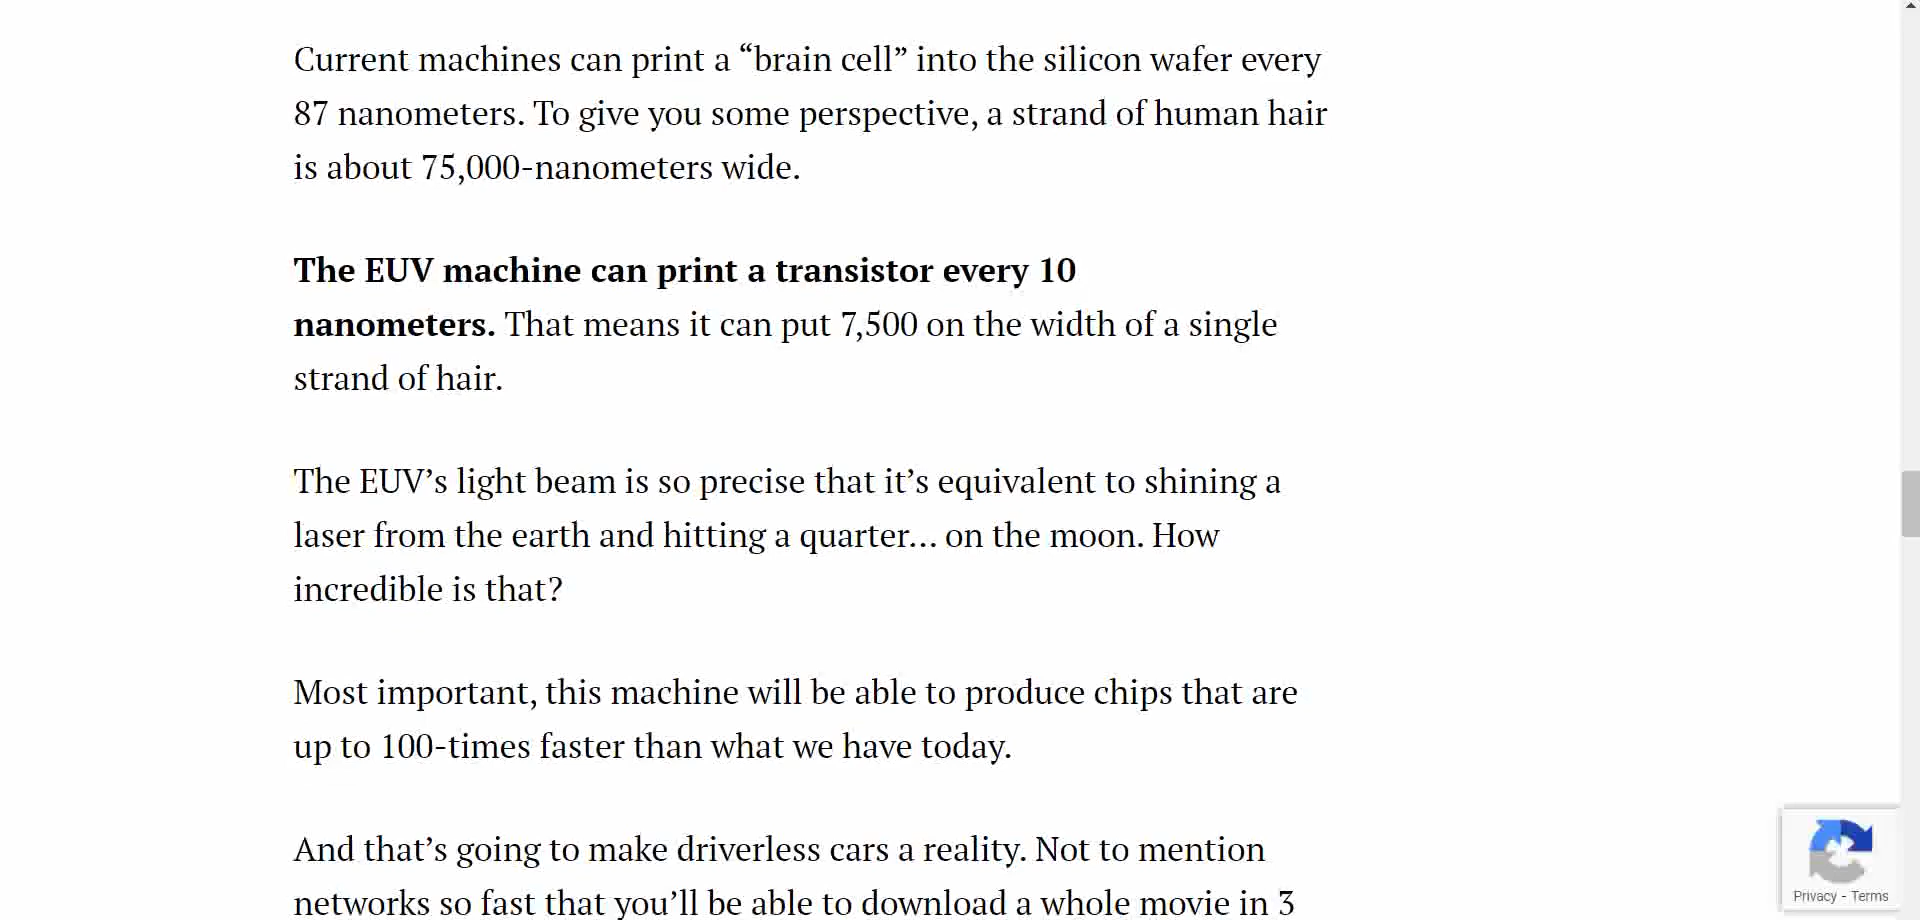 Current machines can print a “brain cell” into the silicon wafer every
87 nanometers. To give you some perspective, a strand of human hair
is about 75,000-nanometers wide.
The EUV machine can print a transistor every 10
nanometers. That means it can put 7,500 on the width of a single
strand of hair.
The EUV’s light beam is so precise that it’s equivalent to shining a
laser from the earth and hitting a quarter… on the moon. How
incredible is that?
Most important, this machine will be able to produce chips that are
up to 100-times faster than what we have today.
And that’s going to make driverless cars a reality. Not to mention
networks so fast that you’ll be able to download a whole movie in 3
Privacy - Terms